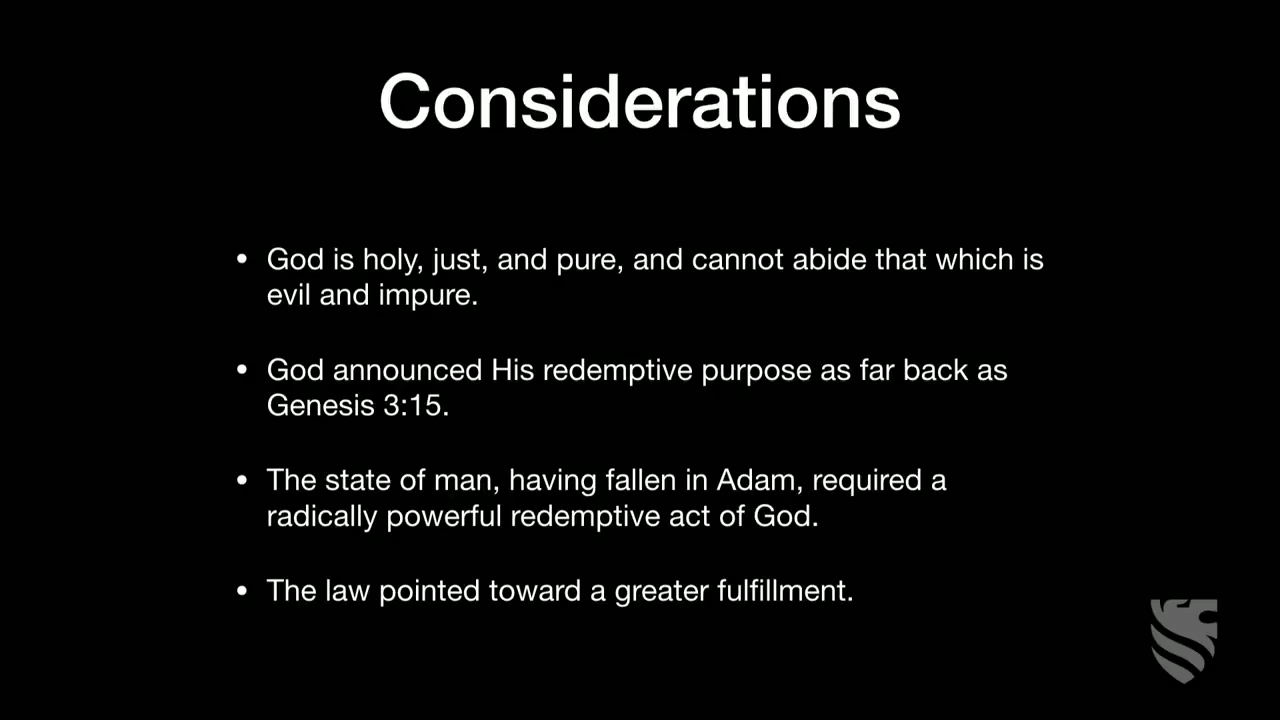 Considerations
• God is holy, just, and pure, and cannot abide that which is
evil and impure.
• God announced His redemptive purpose as far back as
Genesis 3:15.
• The state of man, having fallen in Adam, required a
radically powerful redemptive act of God.
• The law pointed toward a greater fulfillment.